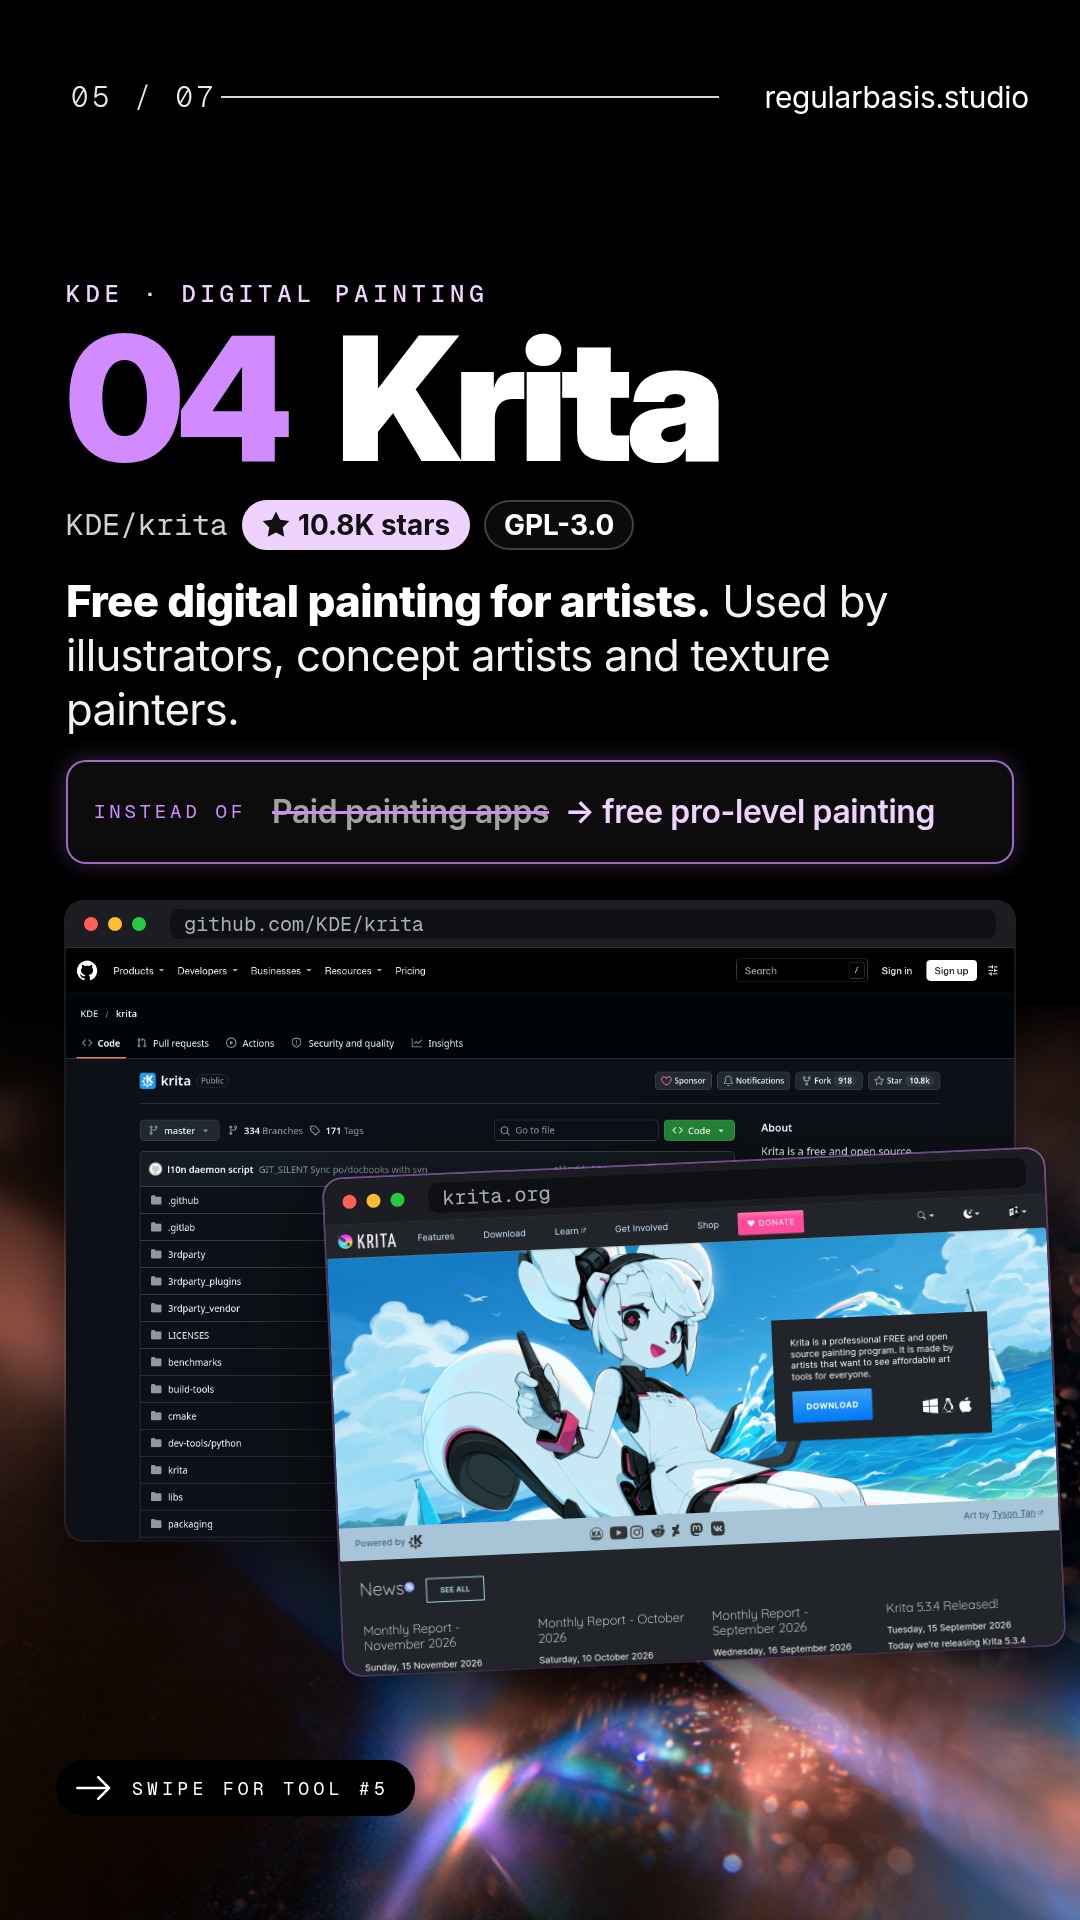 05 / 07
regularbasis.studio
KDE · DIGITAL PAINTING
04 Krita
KDE/krita
10.8K stars
GPL-3.0
Free digital painting for artists. Used by
illustrators, concept artists and texture
painters.
INSTEAD OF Paid painting apps → free pro-level painting
github.com/KDE/krita
Products Developers Businesses Resources Pricing
Search /
Sign in
Sign up
KDE / krita
Code Pull requests Actions Security and quality Insights
krita Public
Sponsor Notifications Fork 918 Star 10.8k
master 334 Branches 171 Tags
Go to file
Code
About
l10n daemon script GIT_SILENT Sync po/docbooks with svn
Krita is a free and open source
.github
.gitlab
3rdparty
3rdparty_plugins
3rdparty_vendor
LICENSES
benchmarks
build-tools
cmake
dev-tools/python
krita
libs
packaging
krita.org
KRITA Features Download Learn Get Involved Shop DONATE
Krita is a professional FREE and open
source painting program. It is made by
artists that want to see affordable art
tools for everyone.
DOWNLOAD
Powered by
Art by Tyson Tan
News
SEE ALL
Monthly Report -
November 2026
Sunday, 15 November 2026
Monthly Report - October
2026
Saturday, 10 October 2026
Monthly Report -
September 2026
Wednesday, 16 September 2026
Krita 5.3.4 Released!
Tuesday, 15 September 2026
Today we're releasing Krita 5.3.4
SWIPE FOR TOOL #5